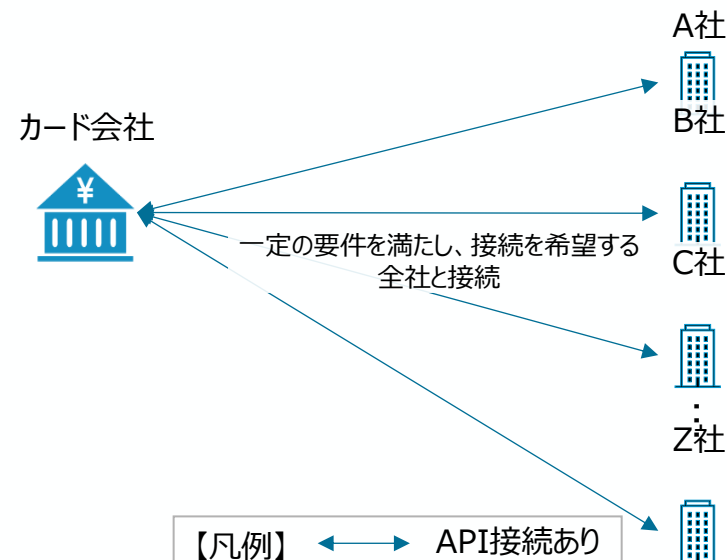 A社
カード会社
B社
¥
一定の要件を満たし、接続を希望する
全社と接続
C社
⋮
Z社
【凡例】 API接続あり